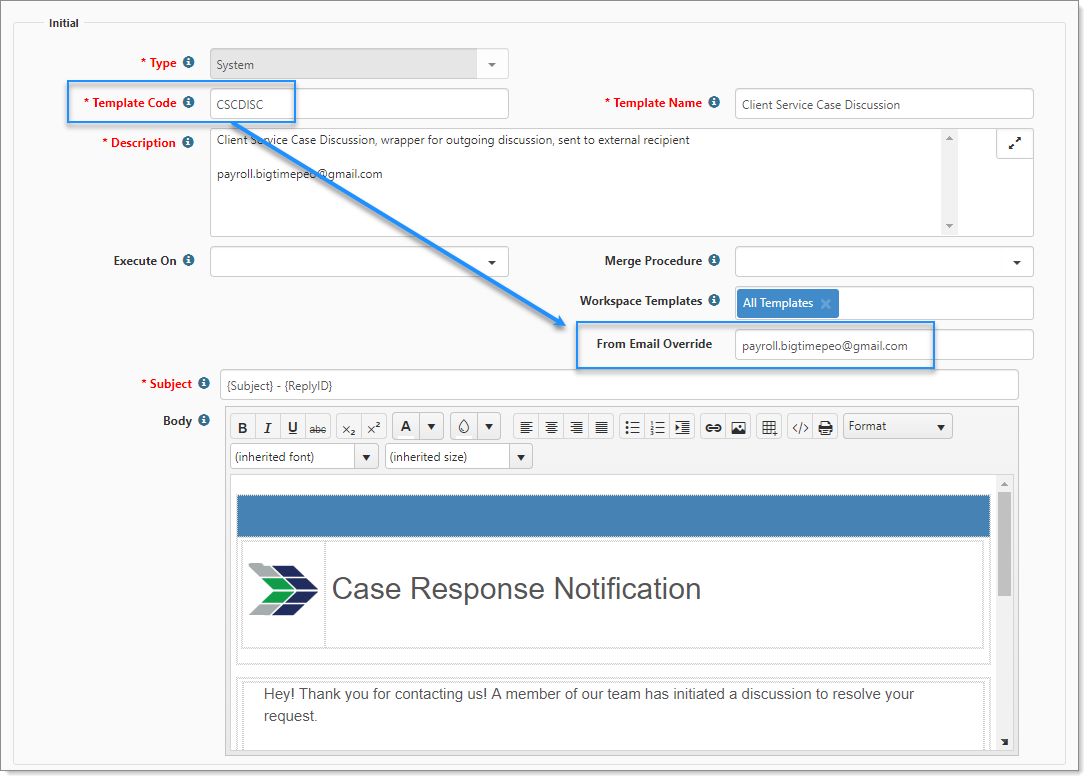 Initial
* Type System
* Template Code CSCDISC
* Template Name Client Service Case Discussion
* Description Client Service Case Discussion, wrapper for outgoing discussion, sent to external recipient
payroll.bigtimepeo@gmail.com
Execute On
Merge Procedure
Workspace Templates All Templates
From Email Override payroll.bigtimepeo@gmail.com
* Subject {Subject} - {ReplyID}
Body B I U abc x₂ x² A </> Format
(inherited font) (inherited size)
Case Response Notification
Hey! Thank you for contacting us! A member of our team has initiated a discussion to resolve your
request.